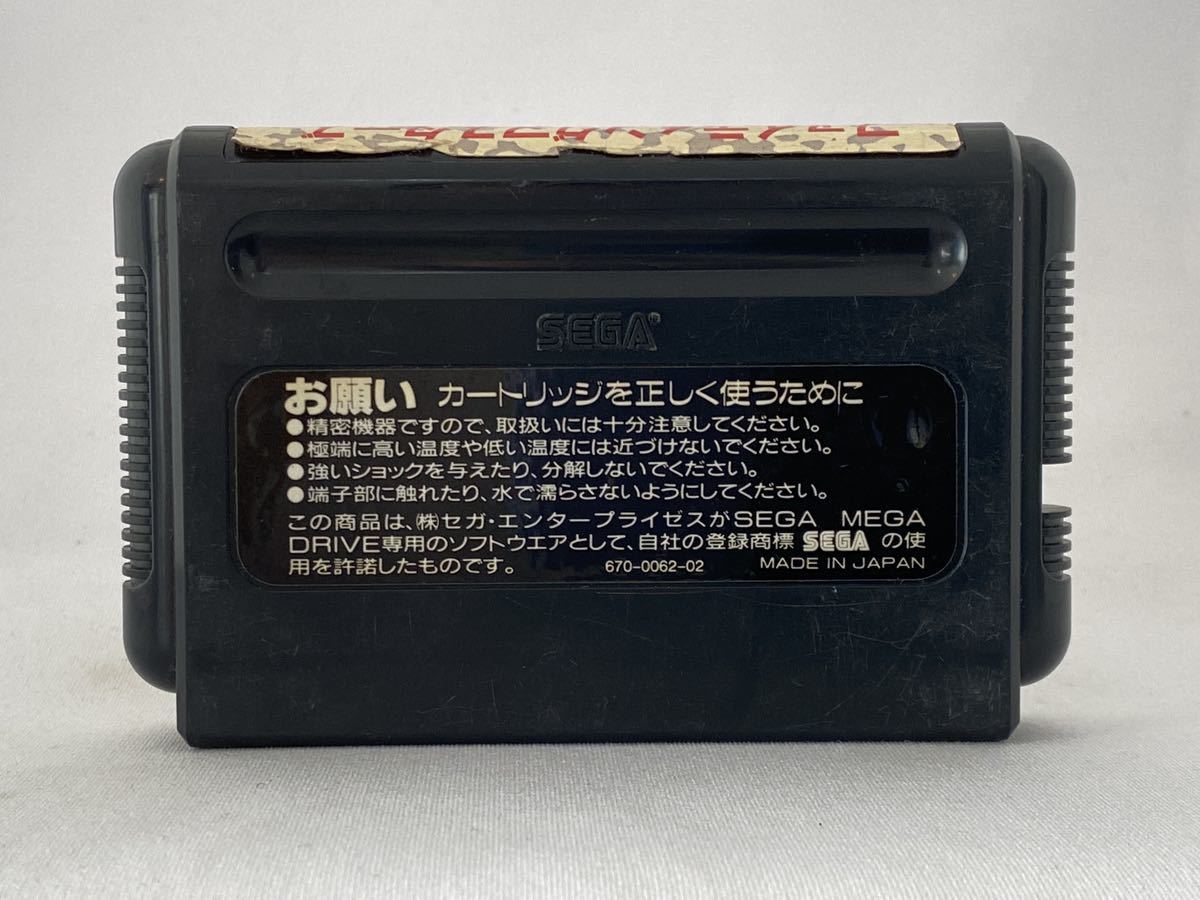 SEGA
お願い カートリッジを正しく使うために
●精密機器ですので、取扱いには十分注意してください。
●極端に高い温度や低い温度には近づけないでください。
●強いショックを与えたり、分解しないでください。
●端子部に触れたり、水で濡らさないようにしてください。
この商品は、㈱セガ・エンタープライゼスがSEGA MEGA
DRIVE専用のソフトウエアとして、自社の登録商標 SEGA の使
用を許諾したものです。 670-0062-02 MADE IN JAPAN